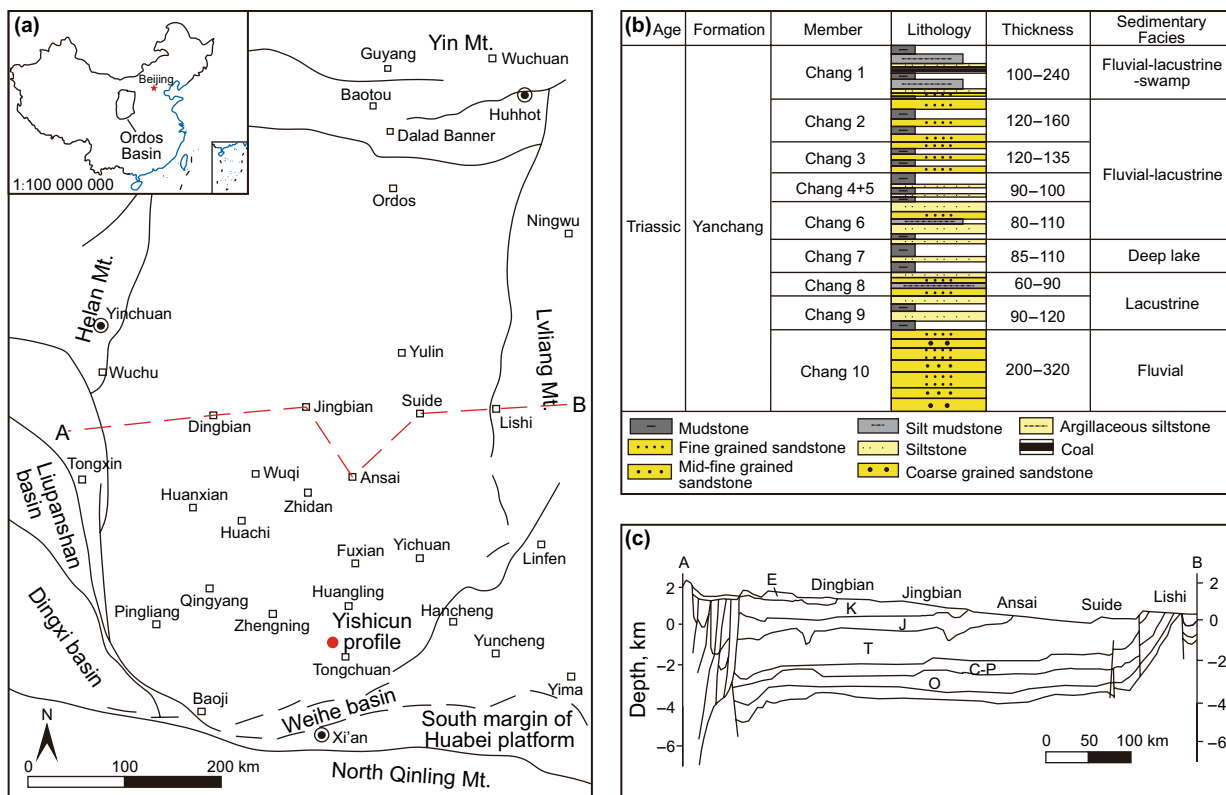 (a)
Beijing
Ordos
Basin
1:100 000 000
Yin Mt.
Guyang
Wuchuan
Baotou
Huhhot
Dalad Banner
Ordos
Ningwu
Helan Mt.
Yinchuan
Lvliang Mt.
Yulin
Wuchu
Jingbian
Suide
A
B
Dingbian
Lishi
Tongxin
Liupanshan
basin
Wuqi
Ansai
Huanxian
Zhidan
Huachi
Fuxian
Yichuan
Linfen
Qingyang
Huangling
Pingliang
Zhengning
Hancheng
Yishicun
profile
Yuncheng
Dingxi basin
Tongchuan
Yima
Baoji
Weihe basin
South margin of
Huabei platform
N
Xi'an
North Qinling Mt.
0 100 200 km
(b)
Age Formation Member Lithology Thickness Sedimentary
Facies
Triassic Yanchang
Chang 1 100–240 Fluvial-lacustrine
-swamp
Chang 2 120–160
Chang 3 120–135
Fluvial-lacustrine
Chang 4+5 90–100
Chang 6 80–110
Chang 7 85–110 Deep lake
Chang 8 60–90
Lacustrine
Chang 9 90–120
Chang 10 200–320 Fluvial
Mudstone Silt mudstone Argillaceous siltstone
Fine grained sandstone Siltstone Coal
Mid-fine grained
sandstone
Coarse grained sandstone
(c)
A B
2 E Dingbian Jingbian Ansai Suide Lishi 2
K
0 J 0
T
−2 C-P −2
O
−4 −4
−6 −6
Depth, km
0 50 100 km